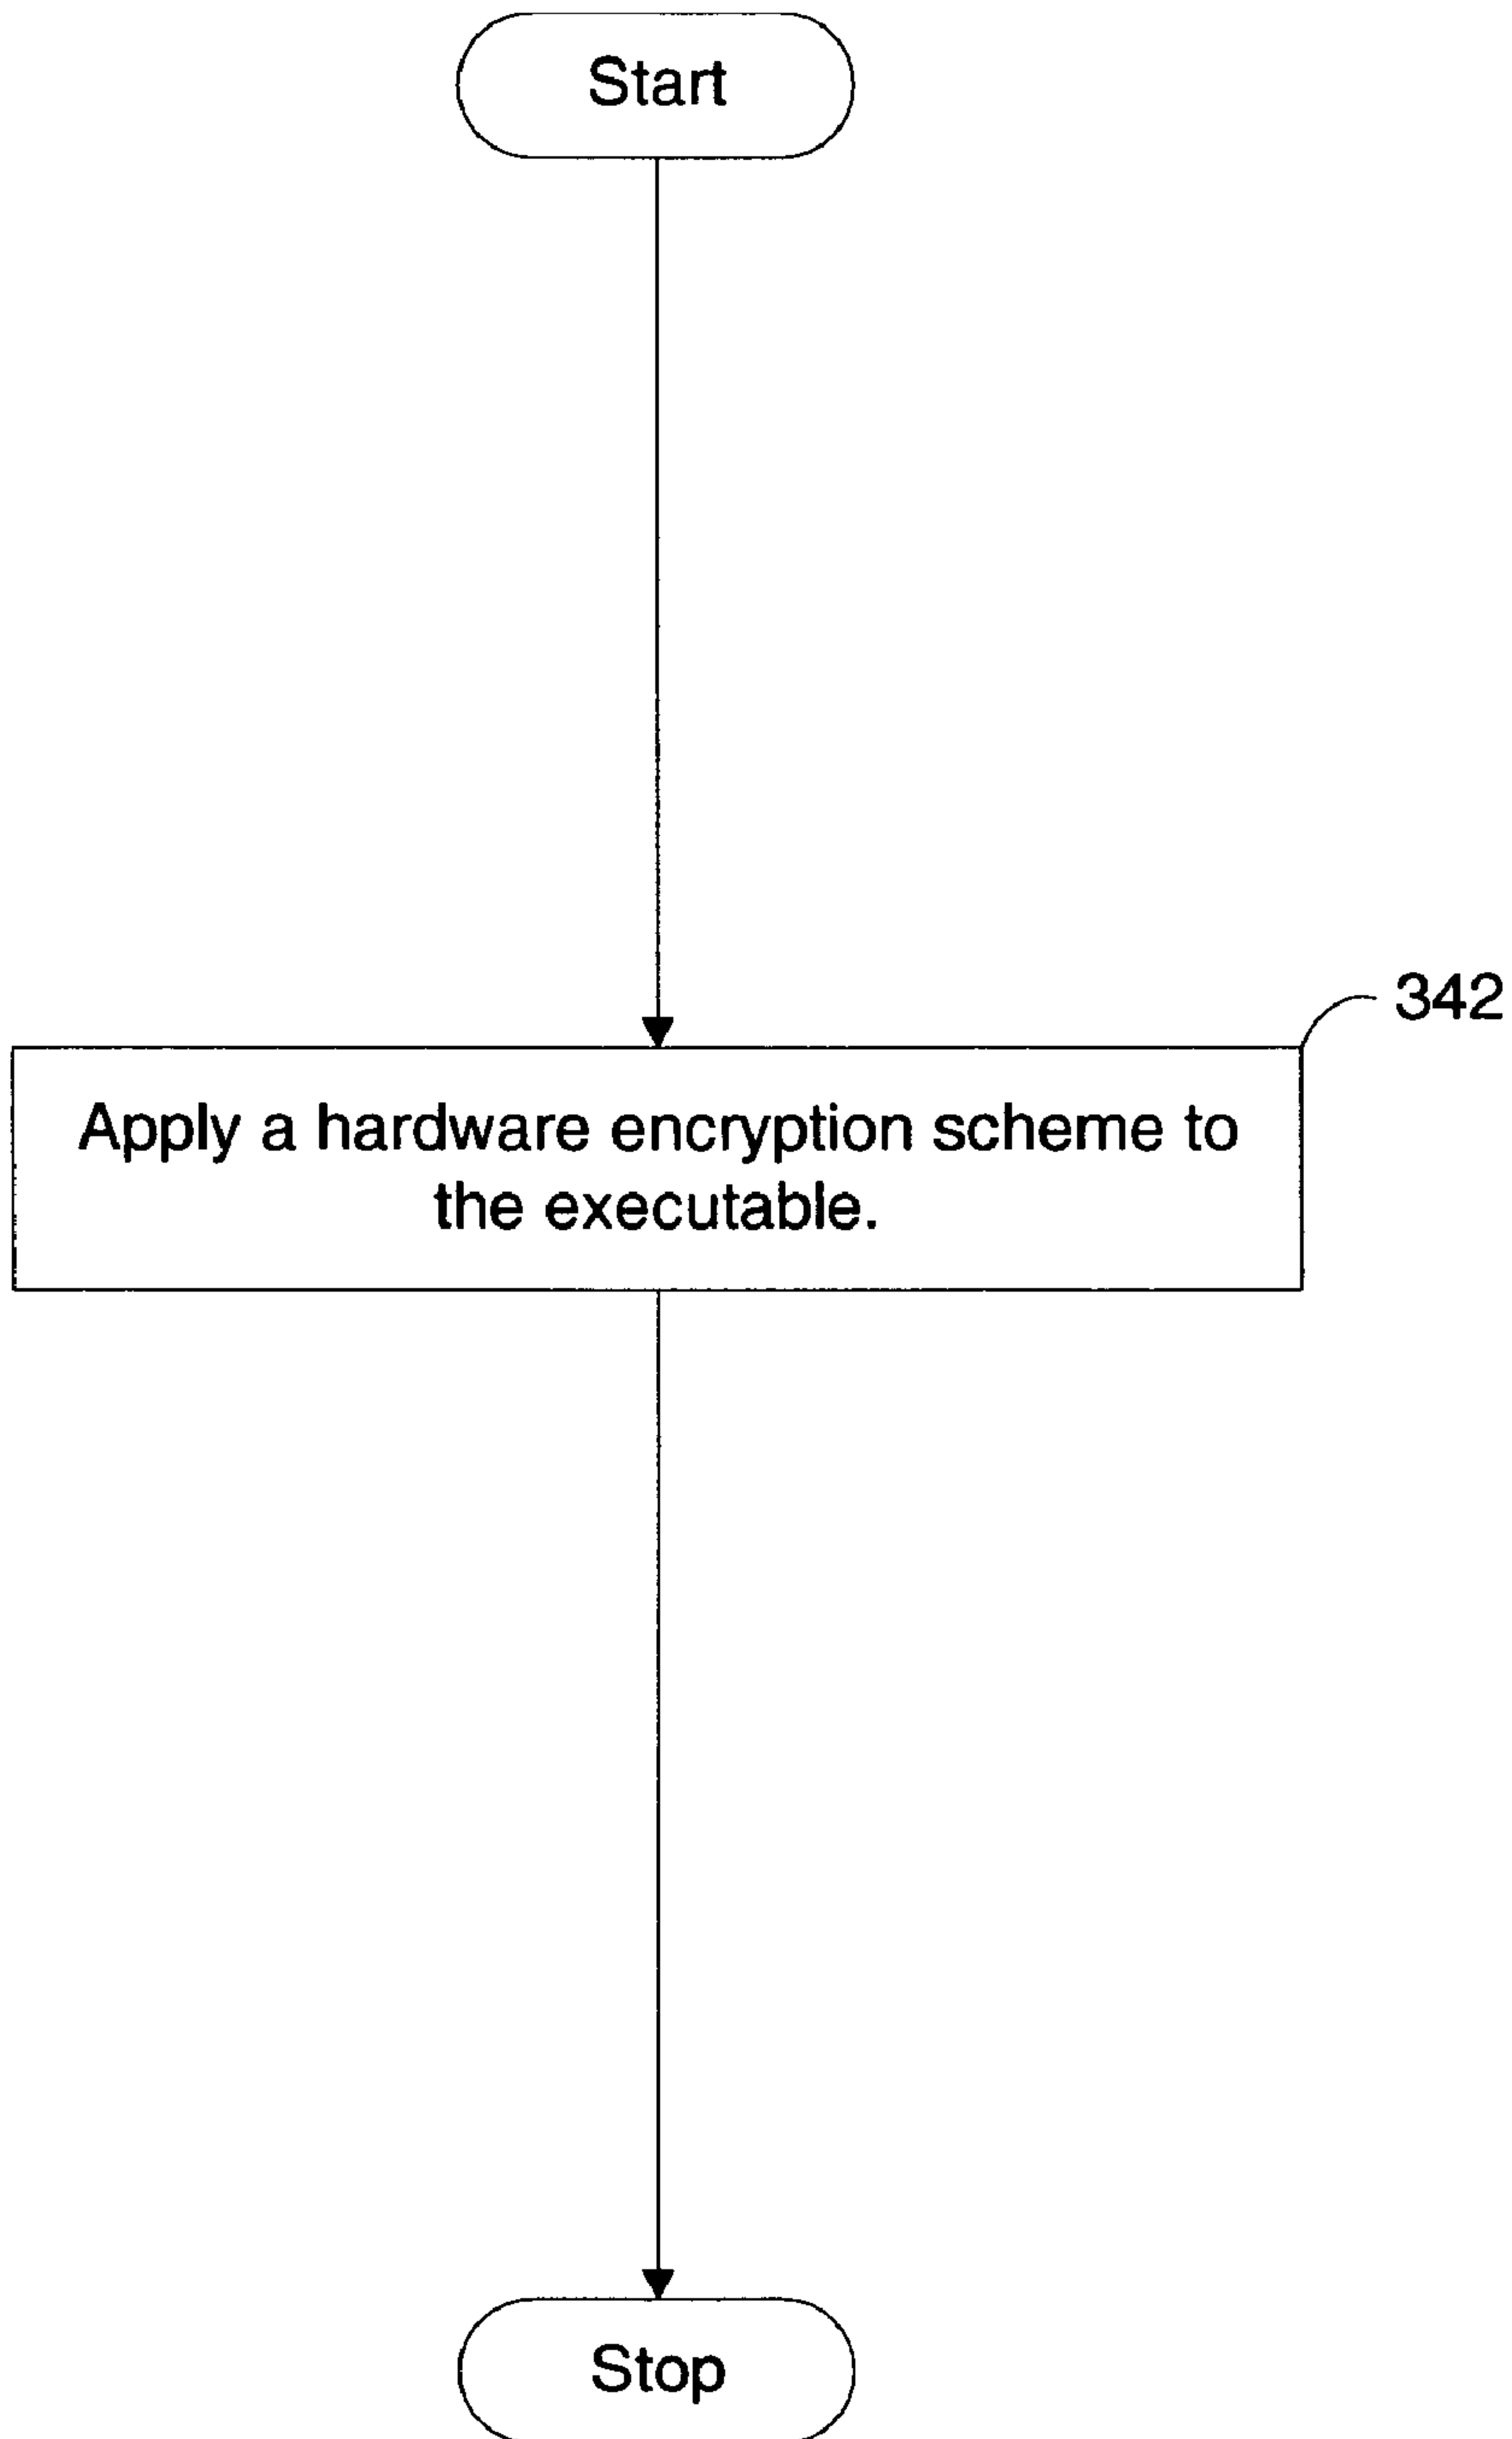 Start
342
Apply a hardware encryption scheme to
the executable.
Stop